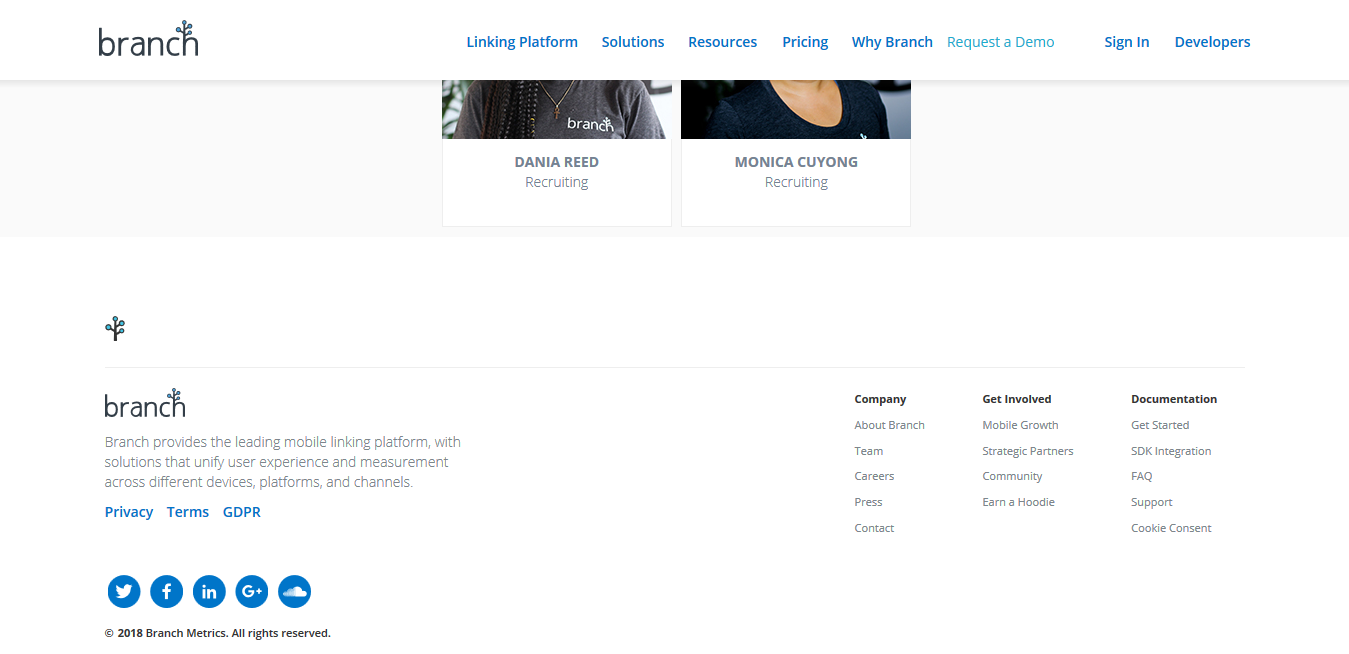 branch
Linking Platform Solutions Resources Pricing Why Branch Request a Demo Sign In Developers
branch
DANIA REED
Recruiting
MONICA CUYONG
Recruiting
branch
Branch provides the leading mobile linking platform, with
solutions that unify user experience and measurement
across different devices, platforms, and channels.
Privacy Terms GDPR
Company
About Branch
Team
Careers
Press
Contact
Get Involved
Mobile Growth
Strategic Partners
Community
Earn a Hoodie
Documentation
Get Started
SDK Integration
FAQ
Support
Cookie Consent
© 2018 Branch Metrics. All rights reserved.